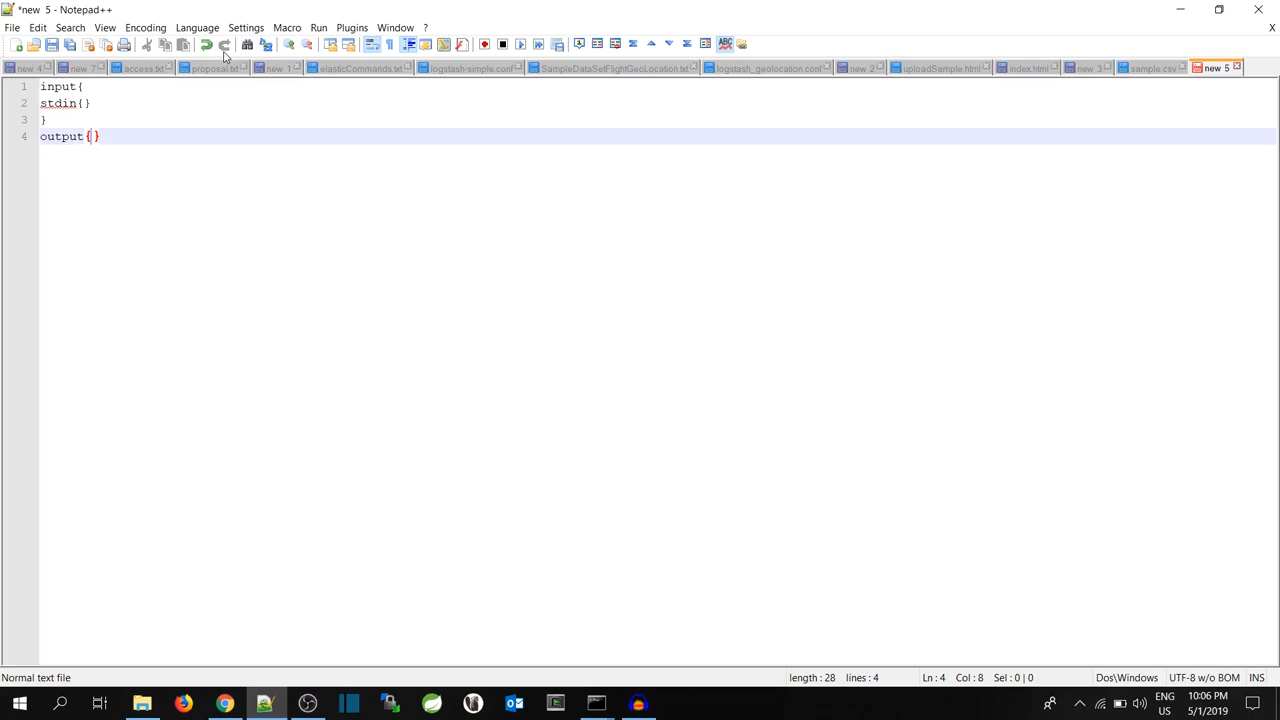 *new  5 - Notepad++
File Edit Search View Encoding Language Settings Macro Run Plugins Window ? X
new 4 new 7 access.txt proposal.txt new 1 elasticCommands.txt logstash-simple.conf SampleDataSetFlightGeoLocation.txt logstash_geolocation.conf new 2 uploadSample.html index.html new 3 sample.csv new 5
1 input{
2 stdin{}
3 }
4 output{}
Normal text file length : 28 lines : 4 Ln : 4 Col : 8 Sel : 0 | 0 Dos\Windows UTF-8 w/o BOM INS
ENG 10:06 PM
US 5/1/2019